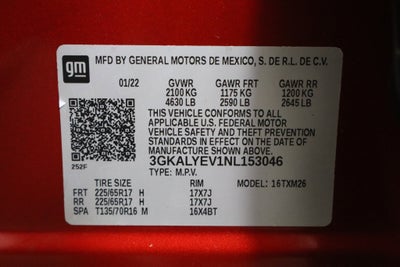 gm
MFD BY GENERAL MOTORS DE MEXICO, S. DE R.L. DE C.V.
01/22 GVWR GAWR FRT GAWR RR
2100 KG 1175 KG 1200 KG
4630 LB 2590 LB 2645 LB
THIS VEHICLE CONFORMS TO ALL
APPLICABLE U.S. FEDERAL MOTOR
VEHICLE SAFETY AND THEFT PREVENTION
STANDARDS IN EFFECT ON THE DATE OF
MANUFACTURE SHOWN ABOVE.
252F 3GKALYEV1NL153046
TYPE: M.P.V.
TIRE SIZE RIM MODEL: 16TXM26
FRT 225/65R17 H 17X7J
RR 225/65R17 H 17X7J
SPA T135/70R16 M 16X4BT